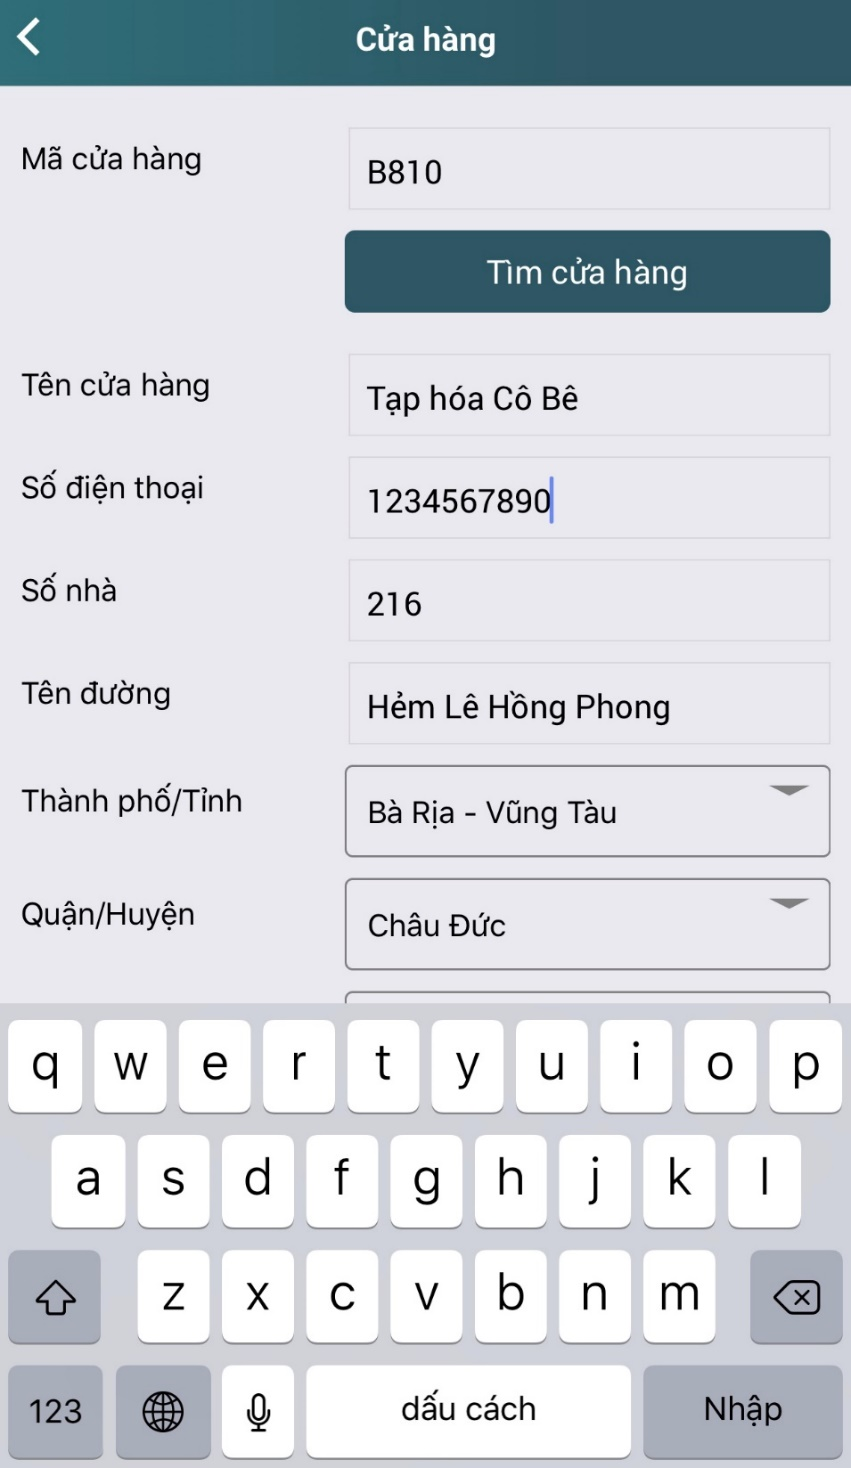 Cửa hàng
Mã cửa hàng
B810
Tìm cửa hàng
Tên cửa hàng
Tạp hóa Cô Bê
Số điện thoại
1234567890
Số nhà
216
Tên đường
Hẻm Lê Hồng Phong
Thành phố/Tỉnh
Bà Rịa - Vũng Tàu
Quận/Huyện
Châu Đức
q w e r t y u i o p
a s d f g h j k l
z x c v b n m
123 dấu cách Nhập